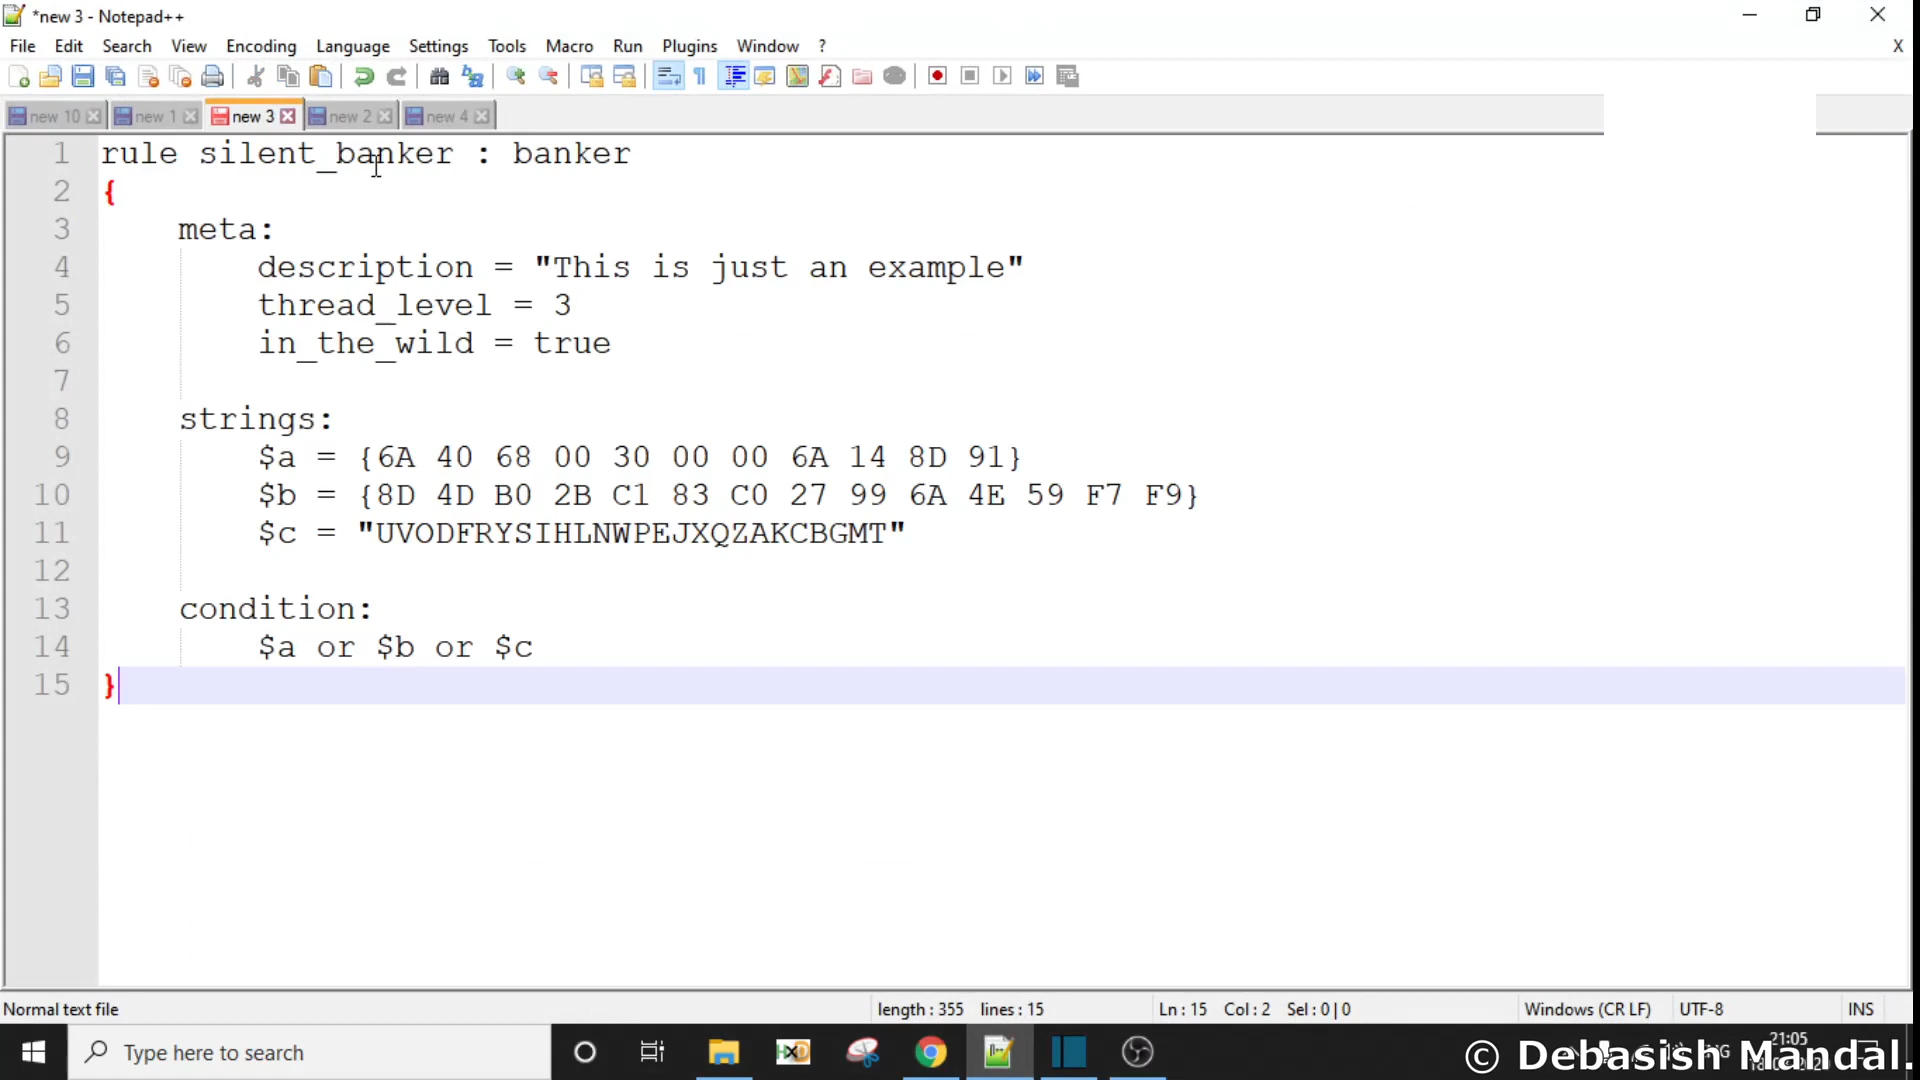 *new 3 - Notepad++
File Edit Search View Encoding Language Settings Tools Macro Run Plugins Window ? X
new 10 new 1 new 3 new 2 new 4
1 rule silent_banker : banker
2 {
3 meta:
4 description = "This is just an example"
5 thread_level = 3
6 in_the_wild = true
7
8 strings:
9 $a = {6A 40 68 00 30 00 00 6A 14 8D 91}
10 $b = {8D 4D B0 2B C1 83 C0 27 99 6A 4E 59 F7 F9}
11 $c = "UVODFRYSIHLNWPEJXQZAKCBGMT"
12
13 condition:
14 $a or $b or $c
15 }
Normal text file length : 355 lines : 15 Ln : 15 Col : 2 Sel : 0 | 0 Windows (CR LF) UTF-8 INS
Type here to search
21:05
© Debasish Mandal.